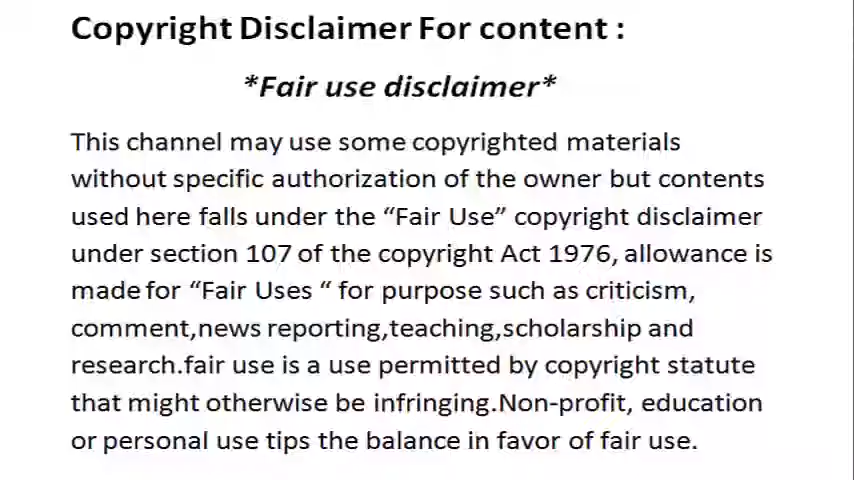 Copyright Disclaimer For content :
*Fair use disclaimer*
This channel may use some copyrighted materials
without specific authorization of the owner but contents
used here falls under the “Fair Use” copyright disclaimer
under section 107 of the copyright Act 1976, allowance is
made for “Fair Uses “ for purpose such as criticism,
comment,news reporting,teaching,scholarship and
research.fair use is a use permitted by copyright statute
that might otherwise be infringing.Non-profit, education
or personal use tips the balance in favor of fair use.